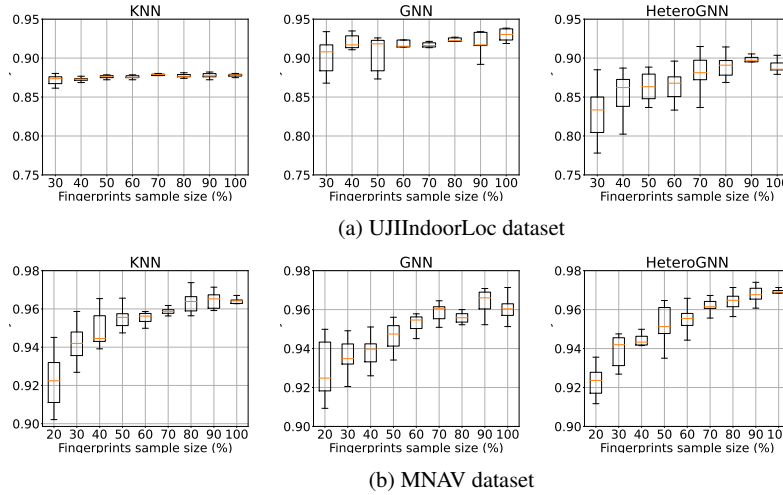 KNN GNN HeteroGNN
0.95 0.95 0.95
0.90 0.90 0.90
0.85 0.85 0.85
0.80 0.80 0.80
0.75 0.75 0.75
30 40 50 60 70 80 90 100 30 40 50 60 70 80 90 100 30 40 50 60 70 80 90 100
Fingerprints sample size (%) Fingerprints sample size (%) Fingerprints sample size (%)
(a) UJIIndoorLoc dataset
KNN GNN HeteroGNN
0.98 0.98 0.98
0.96 0.96 0.96
0.94 0.94 0.94
0.92 0.92 0.92
0.90 0.90 0.90
20 30 40 50 60 70 80 90 100 20 30 40 50 60 70 80 90 100 20 30 40 50 60 70 80 90 10
Fingerprints sample size (%) Fingerprints sample size (%) Fingerprints sample size (%)
(b) MNAV dataset